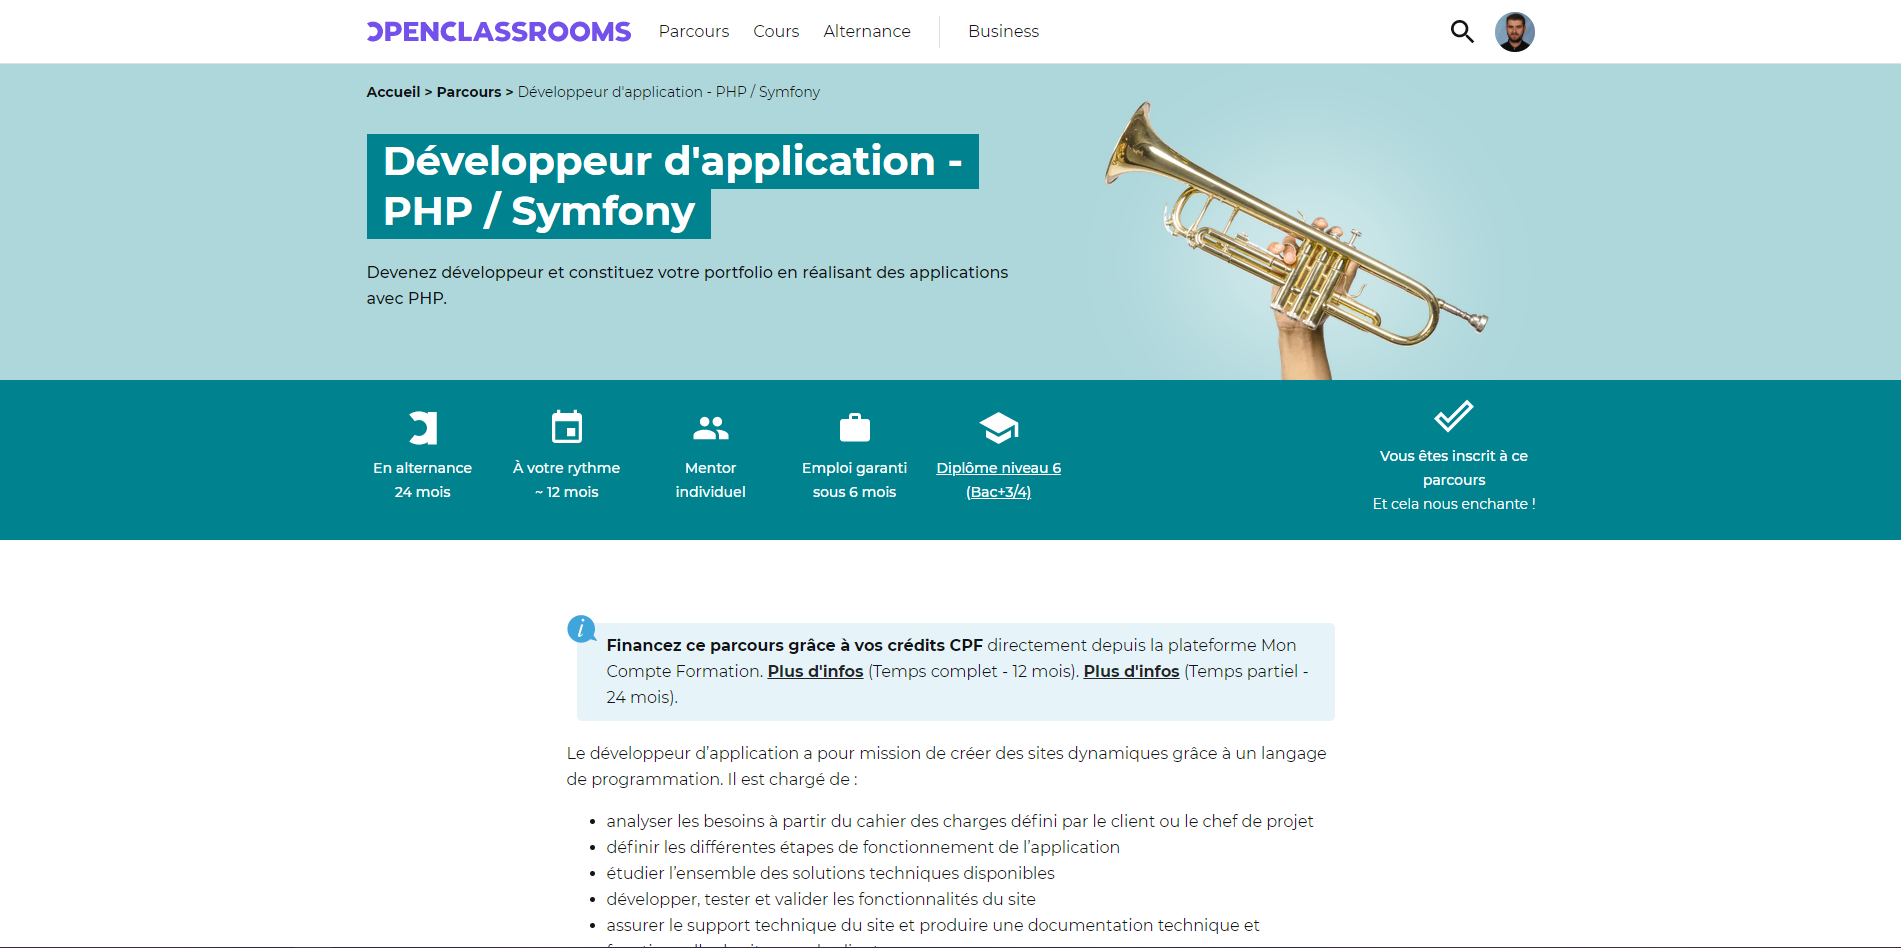 OPENCLASSROOMS Parcours Cours Alternance Business
Accueil > Parcours > Développeur d'application - PHP / Symfony
Développeur d'application -
PHP / Symfony
Devenez développeur et constituez votre portfolio en réalisant des applications
avec PHP.
En alternance
24 mois
À votre rythme
~ 12 mois
Mentor
individuel
Emploi garanti
sous 6 mois
Diplôme niveau 6
(Bac+3/4)
Vous êtes inscrit à ce
parcours
Et cela nous enchante !
Financez ce parcours grâce à vos crédits CPF directement depuis la plateforme Mon
Compte Formation. Plus d'infos (Temps complet - 12 mois). Plus d'infos (Temps partiel -
24 mois).
Le développeur d’application a pour mission de créer des sites dynamiques grâce à un langage
de programmation. Il est chargé de :
• analyser les besoins à partir du cahier des charges défini par le client ou le chef de projet
• définir les différentes étapes de fonctionnement de l’application
• étudier l’ensemble des solutions techniques disponibles
• développer, tester et valider les fonctionnalités du site
• assurer le support technique du site et produire une documentation technique et